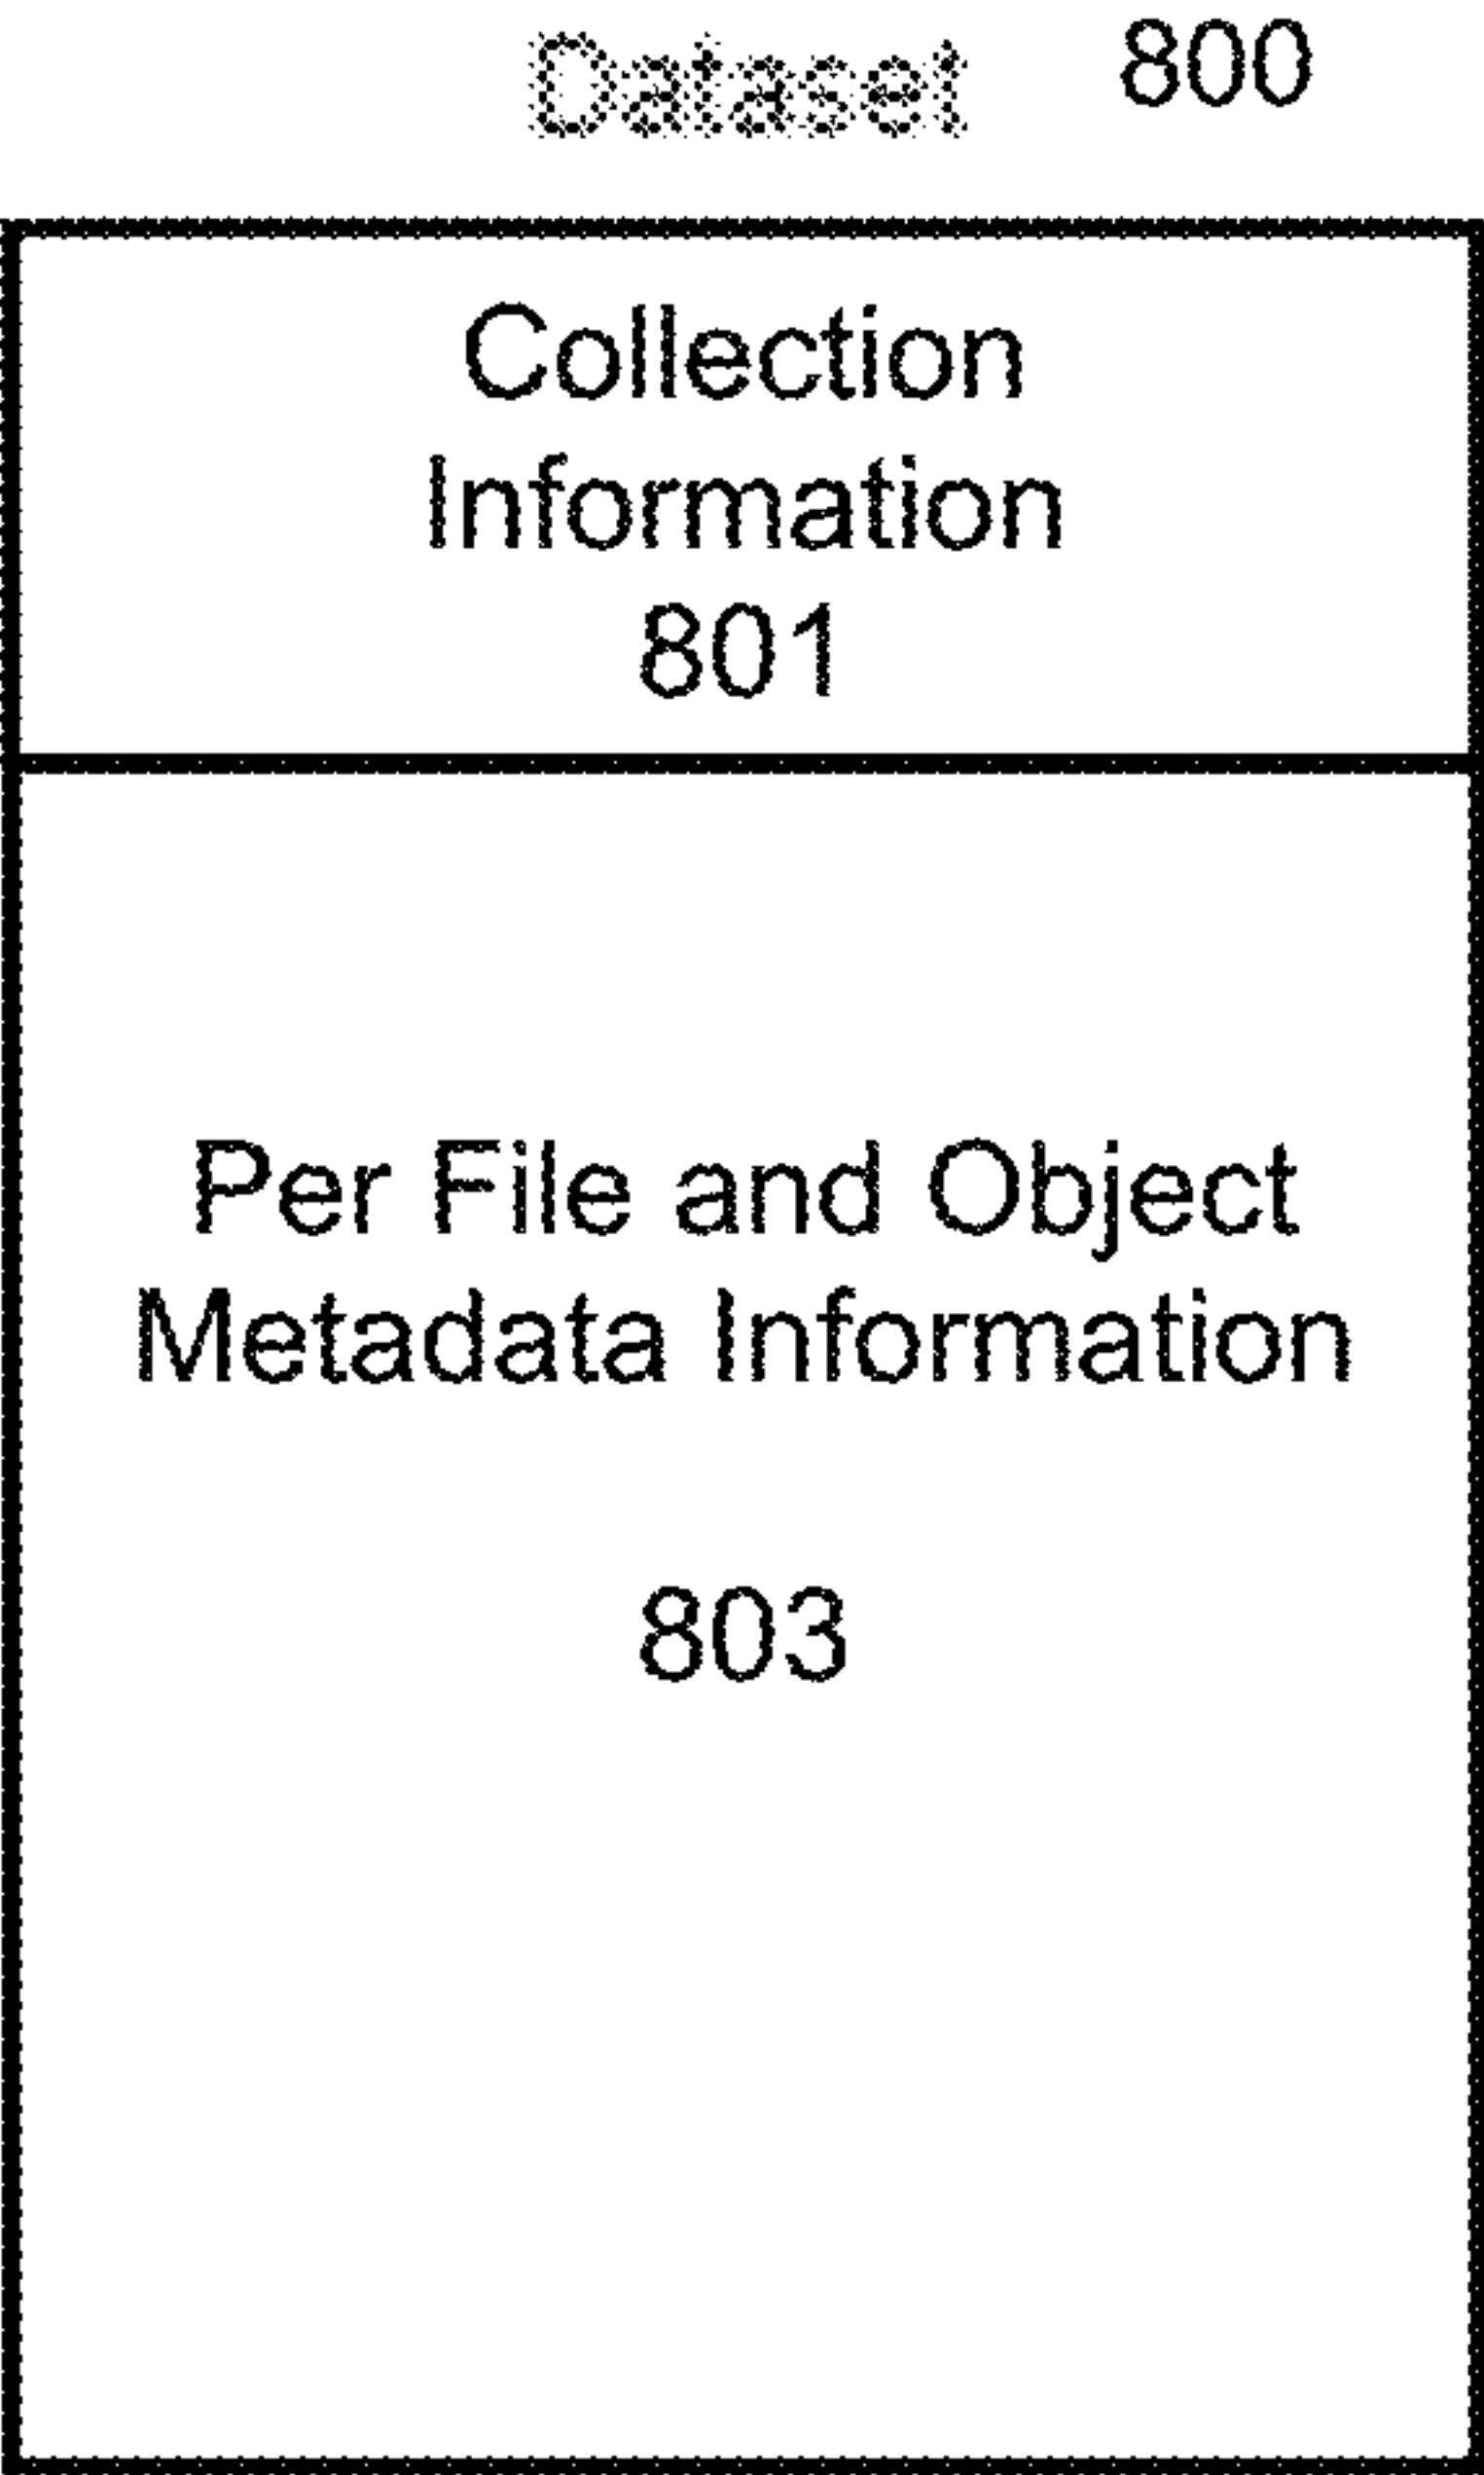 Dataset 800
Collection
Information
801
Per File and Object
Metadata Information
803